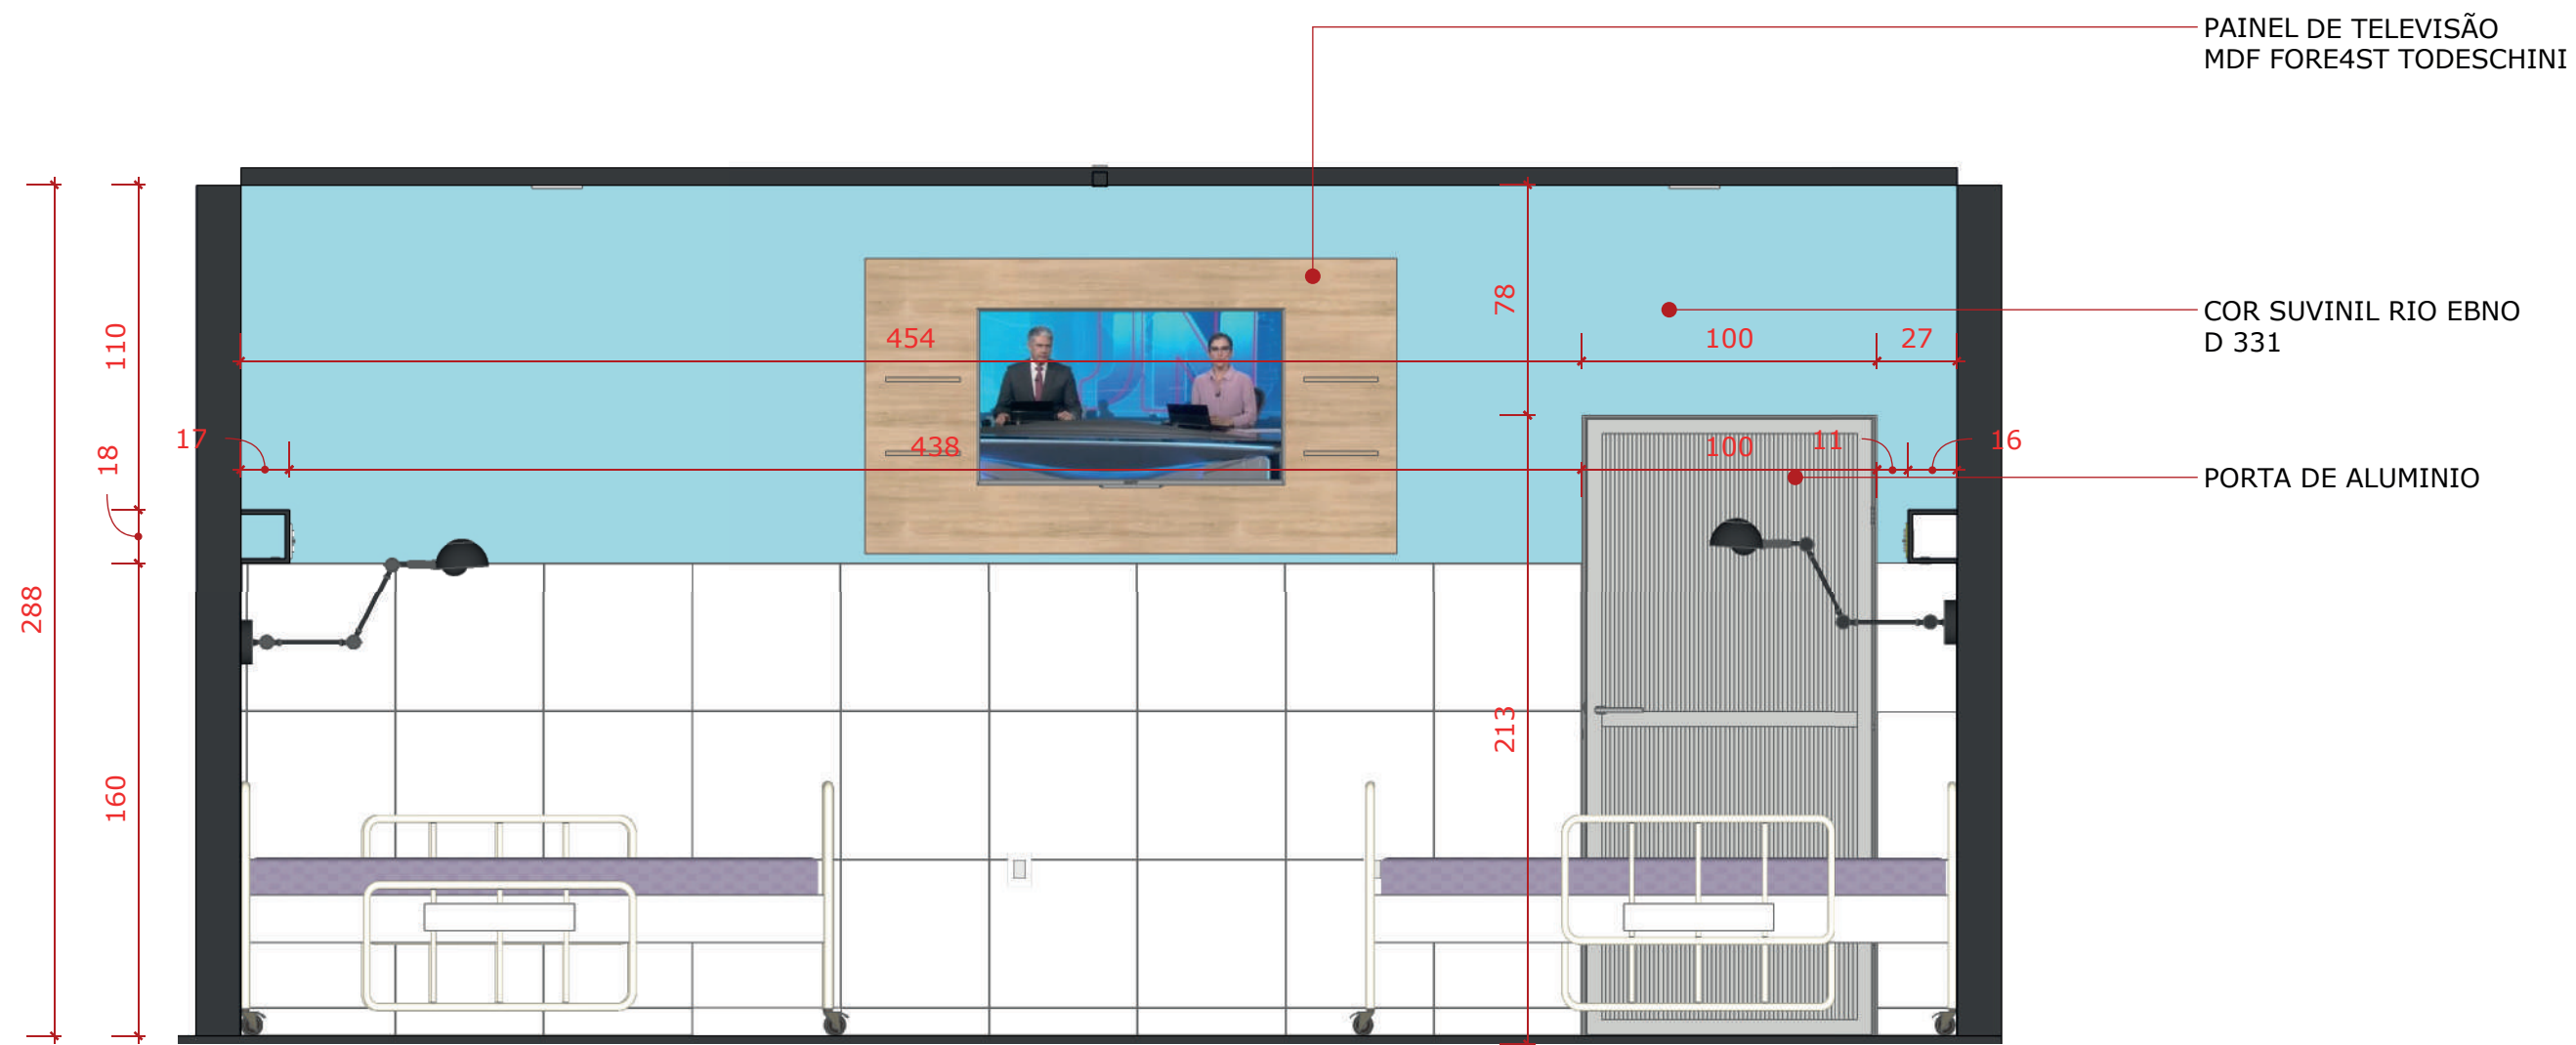 PAINEL DE TELEVISÃO
MDF FORE4ST TODESCHINI
COR SUVINIL RIO EBNO
D 331
PORTA DE ALUMINIO
288
110
18
160
17
454
100
27
438
100
11
16
78
213